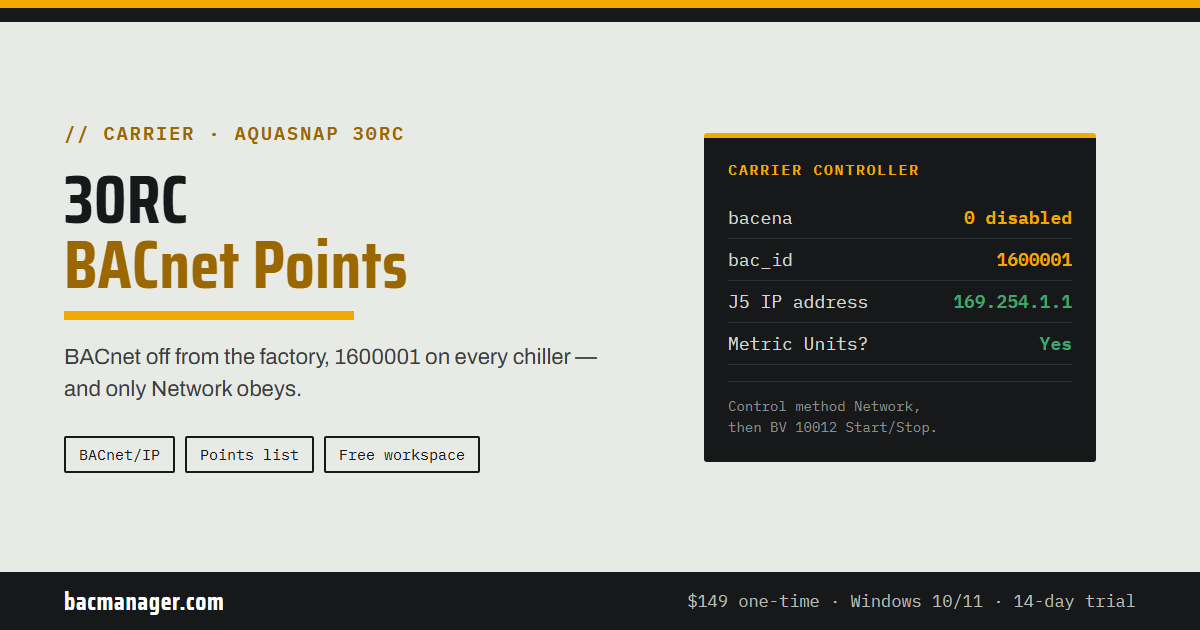 // CARRIER · AQUASNAP 30RC
30RC
BACnet Points
BACnet off from the factory, 1600001 on every chiller —
and only Network obeys.
BACnet/IP
Points list
Free workspace
CARRIER CONTROLLER
bacena 0 disabled
bac_id 1600001
J5 IP address 169.254.1.1
Metric Units? Yes
Control method Network,
then BV 10012 Start/Stop.
bacmanager.com
$149 one-time · Windows 10/11 · 14-day trial